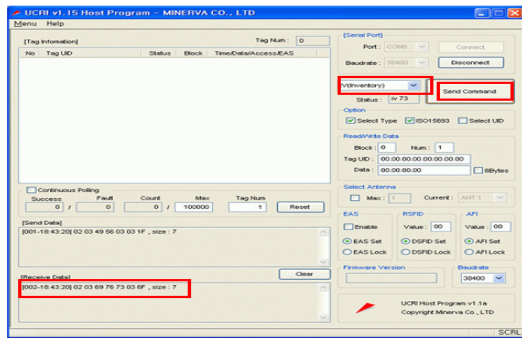 UCRI v1.15 Host Program - MINERVA CO., LTD
Menu Help
[Tag Infomation]
Tag Num : 0
No Tag UID Status Block Time/Data/Access/EAS
Continuous Polling
Success Fault Count Max Tag Num
0 / 0 0 / 100000 1 Reset
[Send Data]
[001-18:43:20] 02 03 49 56 03 03 1F , size : 7
[Receive Data]
Clear
[002-18:43:20] 02 03 69 76 73 03 6F , size : 7
[Serial Port]
Port : COM8 Connect
Baudrate : 38400 Disconnect
V(Inventory)
Send Command
Status : iv 73
Option
Select Type ISO15693 Select UID
Read/Write Data
Block : 0 Num : 1
Tag UID : 00.00.00.00.00.00.00.00
Data : 00.00.00.00 8Bytes
Select Antenna
Max : 1 Current : ANT 1
EAS RSFID AFI
Enable Value : 00 Value : 00
EAS Set DSFID Set AFI Set
EAS Lock DSFID Lock AFI Lock
Firmware Version Baudrate
38400
UCRI Host Program v1.1a
Copyright Minerva Co., LTD
SCRL